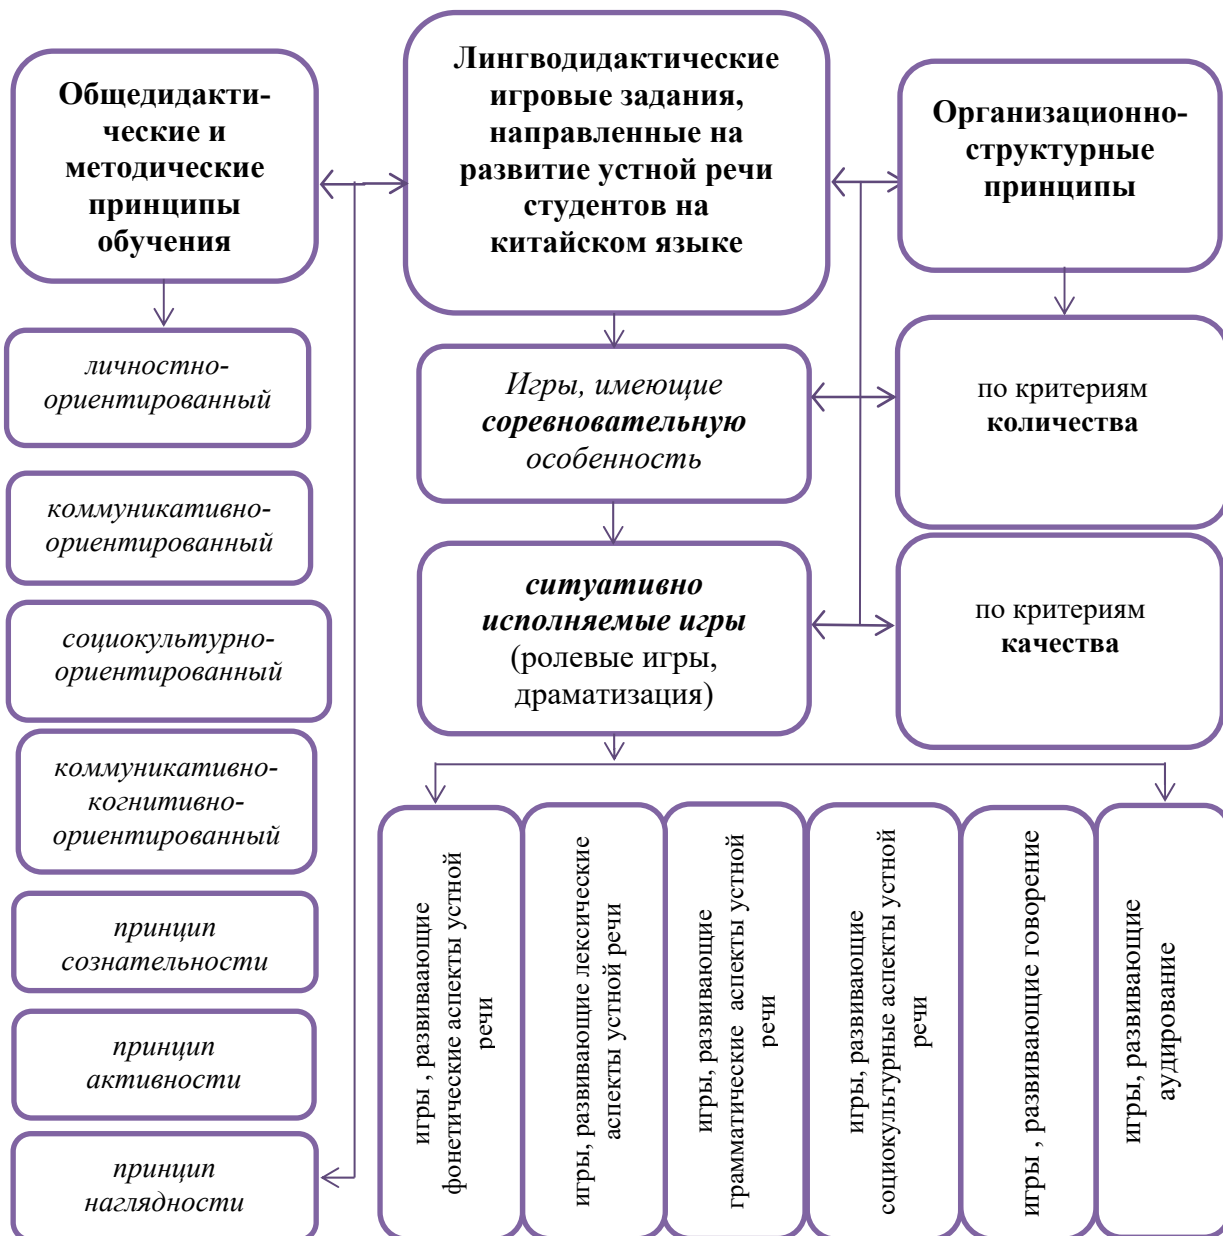 Общедидакти-
ческие и
методические
принципы
обучения
Лингводидактические
игровые задания,
направленные на
развитие устной речи
студентов на
китайском языке
Организационно-
структурные
принципы
личностно-
ориентированный
коммуникативно-
ориентированный
социокультурно-
ориентированный
коммуникативно-
когнитивно-
ориентированный
принцип
сознательности
принцип
активности
принцип
наглядности
Игры, имеющие
соревновательную
особенность
ситуативно
исполняемые игры
(ролевые игры,
драматизация)
по критериям
количества
по критериям
качества
игры , развиваающие
фонетические аспекты устной
речи
игры, развивающие лексические
аспекты устной речи
игры, развивающие
грамматические аспекты устной
речи
игры, развивающие
социокультурные аспекты устной
речи
игры , развивающие говорение
игры, развивающие
аудирование